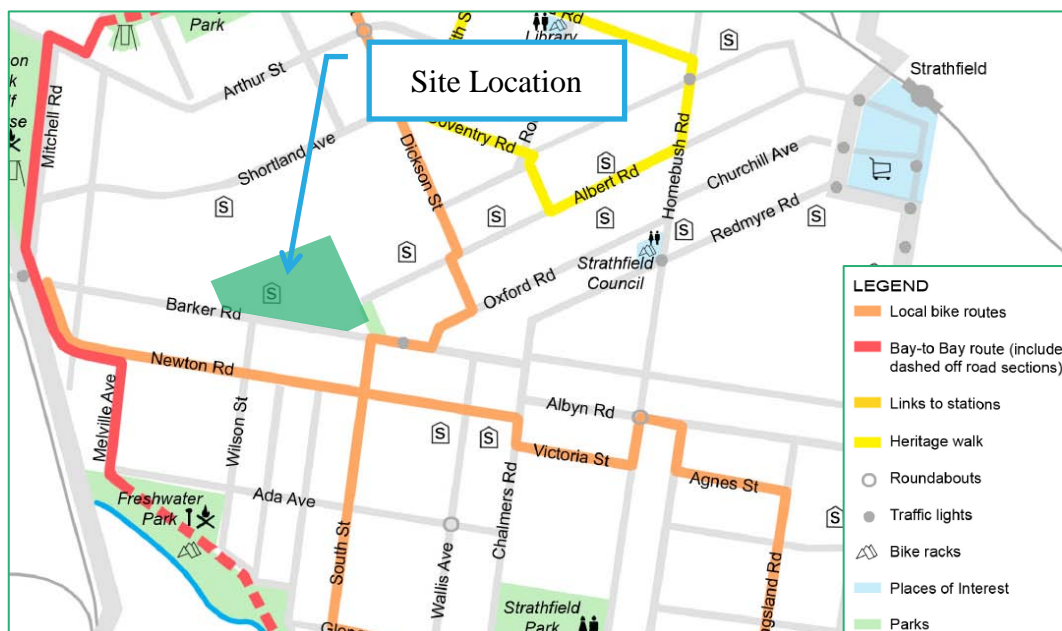 Park
Library
Site Location
Strathfield
Mitchell Rd
Arthur St
Shortland Ave
Coventry Rd
Dickson St
Albert Rd
Homebush Rd
Churchill Ave
Redmyre Rd
S
S
S
S
S
S
S
S
S
Strathfield
Council
Oxford Rd
Barker Rd
Newton Rd
Melville Ave
Wilson St
Albyn Rd
Victoria St
Agnes St
S
S
S
Freshwater
Park
Ada Ave
South St
Wallis Ave
Chalmers Rd
Strathfield
Park
LEGEND
Local bike routes
Bay-to Bay route (include
dashed off road sections)
Links to stations
Heritage walk
Roundabouts
Traffic lights
Bike racks
Places of Interest
Parks